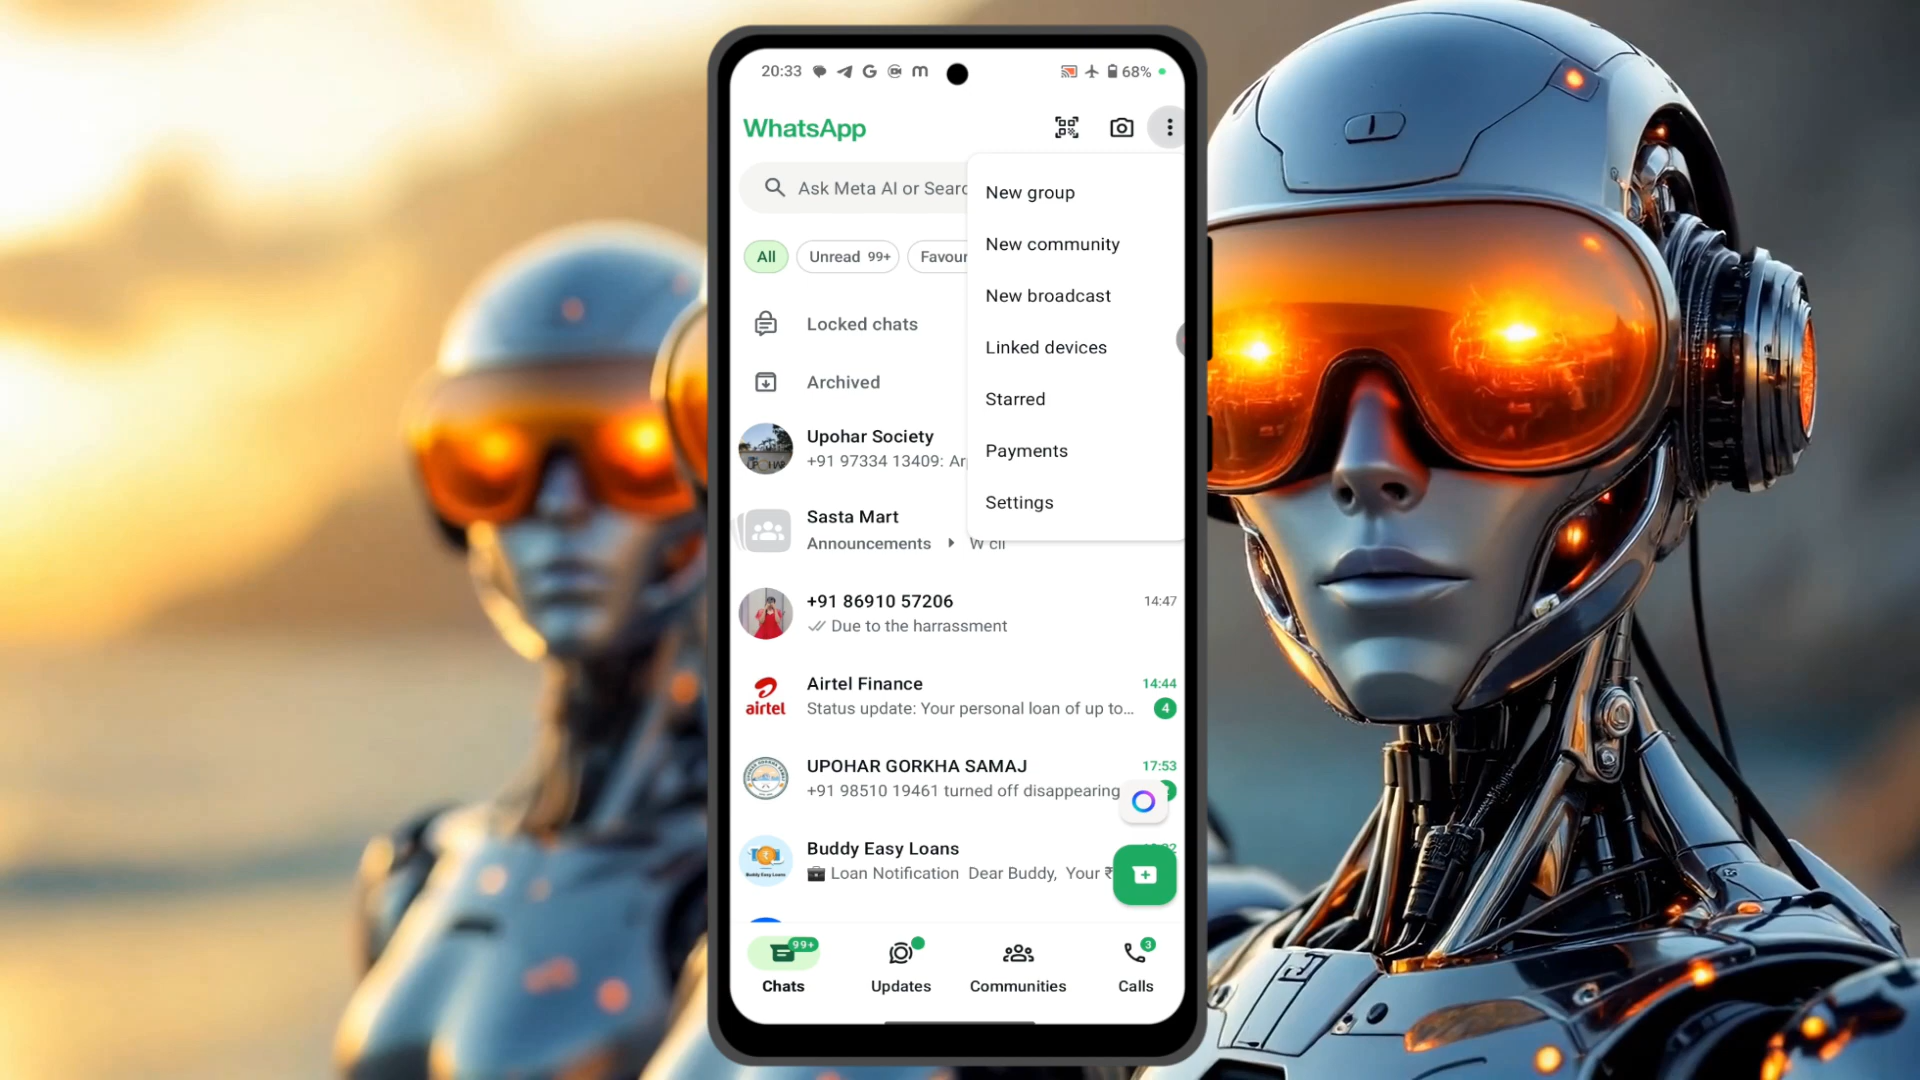 20:33
68%
WhatsApp
Ask Meta AI or Searc
All
Unread 99+
Favour
New group
New community
New broadcast
Linked devices
Starred
Payments
Settings
Locked chats
Archived
Upohar Society
+91 97334 13409: Ar
Sasta Mart
Announcements
+91 86910 57206
14:47
Due to the harrassment
Airtel Finance
14:44
airtel
Status update: Your personal loan of up to...
4
UPOHAR GORKHA SAMAJ
17:53
+91 98510 19461 turned off disappearing
Buddy Easy Loans
Buddy Easy Loans
Loan Notification Dear Buddy, Your ₹
99+
3
Chats
Updates
Communities
Calls